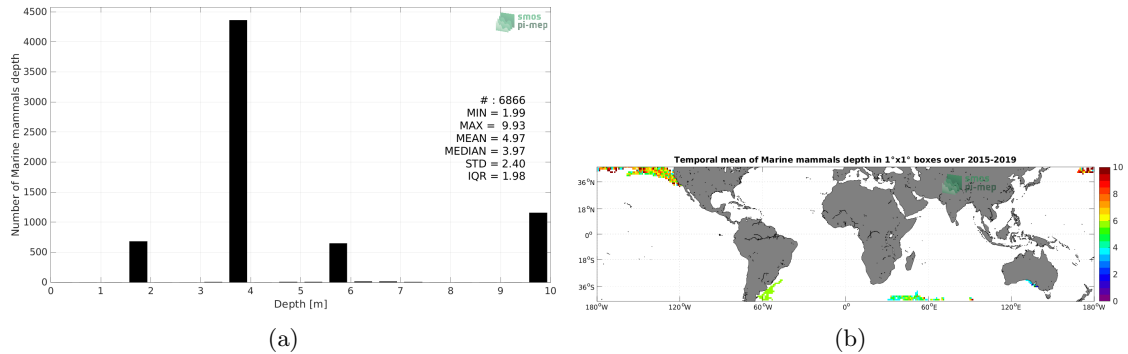 4500
4000
3500
3000
2500
2000
1500
1000
500
0
Number of Marine mammals depth
smos
pi-mep
# : 6866
MIN = 1.99
MAX = 9.93
MEAN = 4.97
MEDIAN = 3.97
STD = 2.40
IQR = 1.98
0 1 2 3 4 5 6 7 8 9 10
Depth [m]
(a)
Temporal mean of Marine mammals depth in 1°x1° boxes over 2015-2019
smos
pi-mep
36°N
18°N
0°
18°S
36°S
180°W 120°W 60°W 0° 60°E 120°E 180°W
10
8
6
4
2
0
(b)